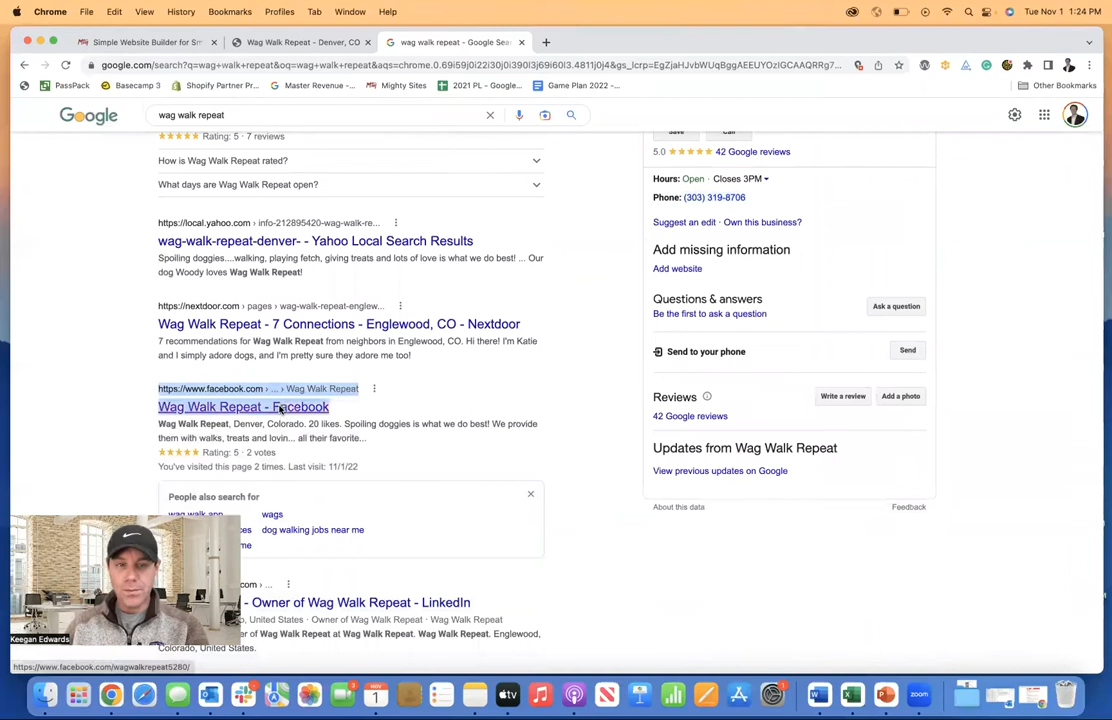 Chrome File Edit View History Bookmarks Profiles Tab Window Help Tue Nov 1 1:24 PM
Simple Website Builder for Sm
Wag Walk Repeat - Denver, CO
wag walk repeat - Google Sea
google.com/search?q=wag+walk+repeat&oq=wag+walk+repeat&aqs=chrome.0.69i59j0i22i30j0i390l3j69i60l3.4811j0j4&gs_lcrp=EgZjaHJvbWUqBggAEEUYOzIGCAAQRRg7...
PassPack Basecamp 3 Shopify Partner Pr... Master Revenue -... Mighty Sites 2021 PL - Google... Game Plan 2022 -... Other Bookmarks
Google
wag walk repeat
Rating: 5 · 7 reviews
How is Wag Walk Repeat rated?
What days are Wag Walk Repeat open?
https://local.yahoo.com › info-212895420-wag-walk-re...
wag-walk-repeat-denver- - Yahoo Local Search Results
Spoiling doggies....walking, playing fetch, giving treats and lots of love is what we do best! ... Our
dog Woody loves Wag Walk Repeat!
https://nextdoor.com › pages › wag-walk-repeat-englew...
Wag Walk Repeat - 7 Connections - Englewood, CO - Nextdoor
7 recommendations for Wag Walk Repeat from neighbors in Englewood, CO. Hi there! I'm Katie
and I simply adore dogs, and i'm pretty sure they adore me too!
https://www.facebook.com › ... › Wag Walk Repeat
Wag Walk Repeat - Facebook
Wag Walk Repeat, Denver, Colorado. 20 likes. Spoiling doggies is what we do best! We provide
them with walks, treats and lovin... all their favorite...
Rating: 5 · 2 votes
You've visited this page 2 times. Last visit: 11/1/22
People also search for
wag walk app wags
ces dog walking jobs near me
me
com › ...
- Owner of Wag Walk Repeat - LinkedIn
, United States · Owner of Wag Walk Repeat · Wag Walk Repeat
er of Wag Walk Repeat at Wag Walk Repeat. Wag Walk Repeat. Englewood,
Colorado, United States.
Save Call
5.0 42 Google reviews
Hours: Open · Closes 3PM
Phone: (303) 319-8706
Suggest an edit · Own this business?
Add missing information
Add website
Questions & answers
Be the first to ask a question
Ask a question
Send to your phone
Send
Reviews
Write a review
Add a photo
42 Google reviews
Updates from Wag Walk Repeat
View previous updates on Google
About this data
Feedback
Keegan Edwards
https://www.facebook.com/wagwalkrepeat5280/
NOV
1
zoom